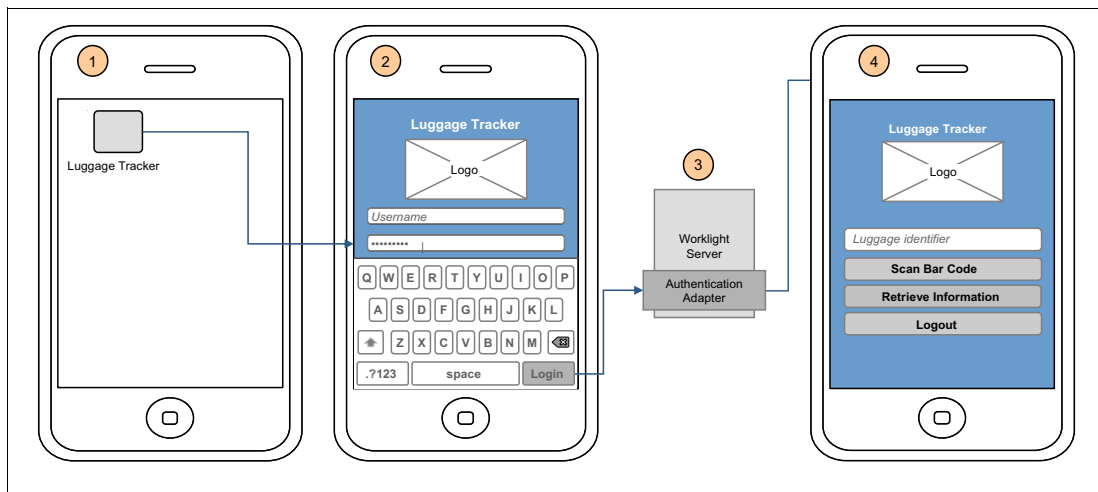 1
Luggage Tracker
2
Luggage Tracker
Logo
Username
•••••••••
Q W E R T Y U I O P
A S D F G H J K L
Z X C V B N M
.?123 space Login
3
Worklight
Server
Authentication
Adapter
4
Luggage Tracker
Logo
Luggage identifier
Scan Bar Code
Retrieve Information
Logout